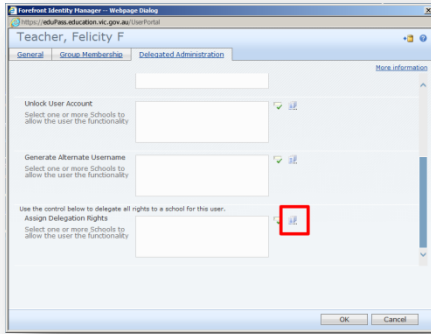 Forefront Identity Manager -- Webpage Dialog
https://eduPass.education.vic.gov.au/UserPortal
Teacher, Felicity F
General Group Membership Delegated Administration
More information
Unlock User Account
Select one or more Schools to
allow the user the functionality
Generate Alternate Username
Select one or more Schools to
allow the user the functionality
Use the control below to delegate all rights to a school for this user.
Assign Delegation Rights
Select one or more Schools to
allow the user the functionality
OK Cancel